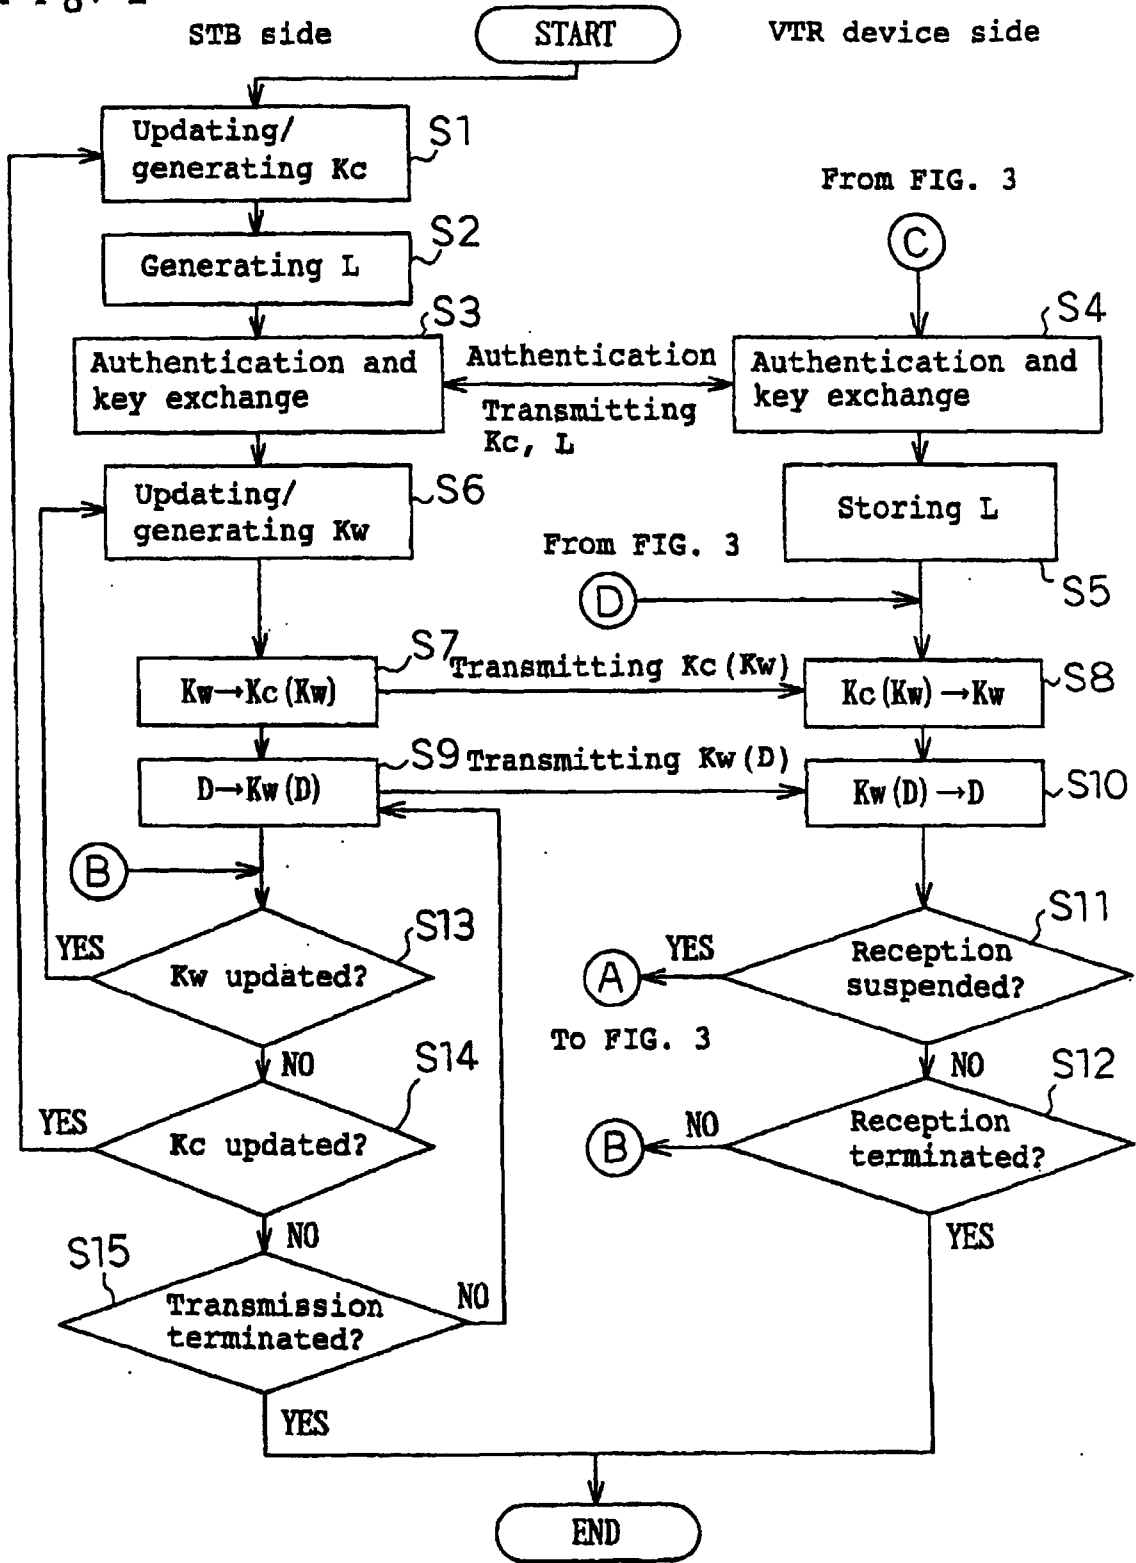 STB side
START
VTR device side
Updating/
generating Kc
S1
From FIG. 3
C
S2
Generating L
S3
S4
Authentication and
key exchange
Authentication
Transmitting
Kc, L
Authentication and
key exchange
Updating/
generating Kw
S6
Storing L
S5
From FIG. 3
D
S7
Transmitting Kc(Kw)
Kw→Kc(Kw)
Kc(Kw)→Kw
S8
S9
Transmitting Kw(D)
D→Kw(D)
Kw(D)→D
S10
B
S13
YES
Kw updated?
S11
YES
Reception
suspended?
A
To FIG. 3
NO
S14
NO
S12
YES
Kc updated?
NO
Reception
terminated?
B
NO
YES
S15
Transmission
terminated?
NO
YES
END